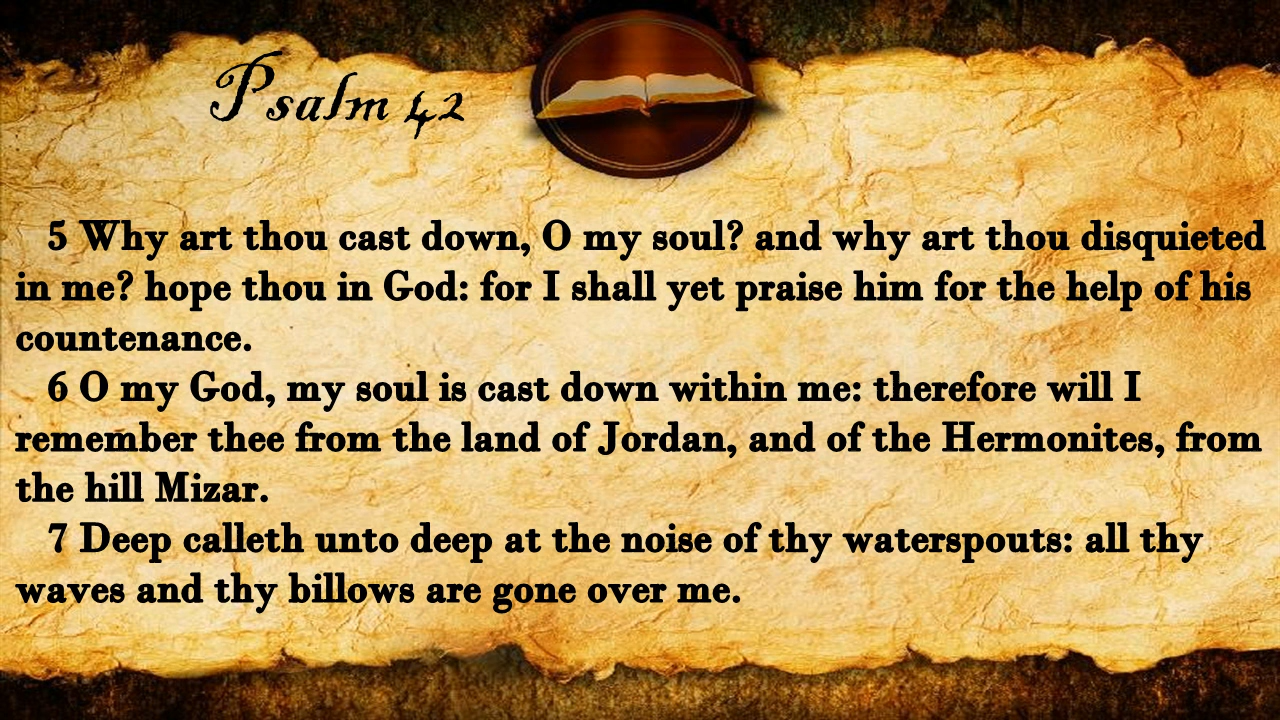 Psalm 42
5 Why art thou cast down, O my soul? and why art thou disquieted
in me? hope thou in God: for I shall yet praise him for the help of his
countenance.
6 O my God, my soul is cast down within me: therefore will I
remember thee from the land of Jordan, and of the Hermonites, from
the hill Mizar.
7 Deep calleth unto deep at the noise of thy waterspouts: all thy
waves and thy billows are gone over me.